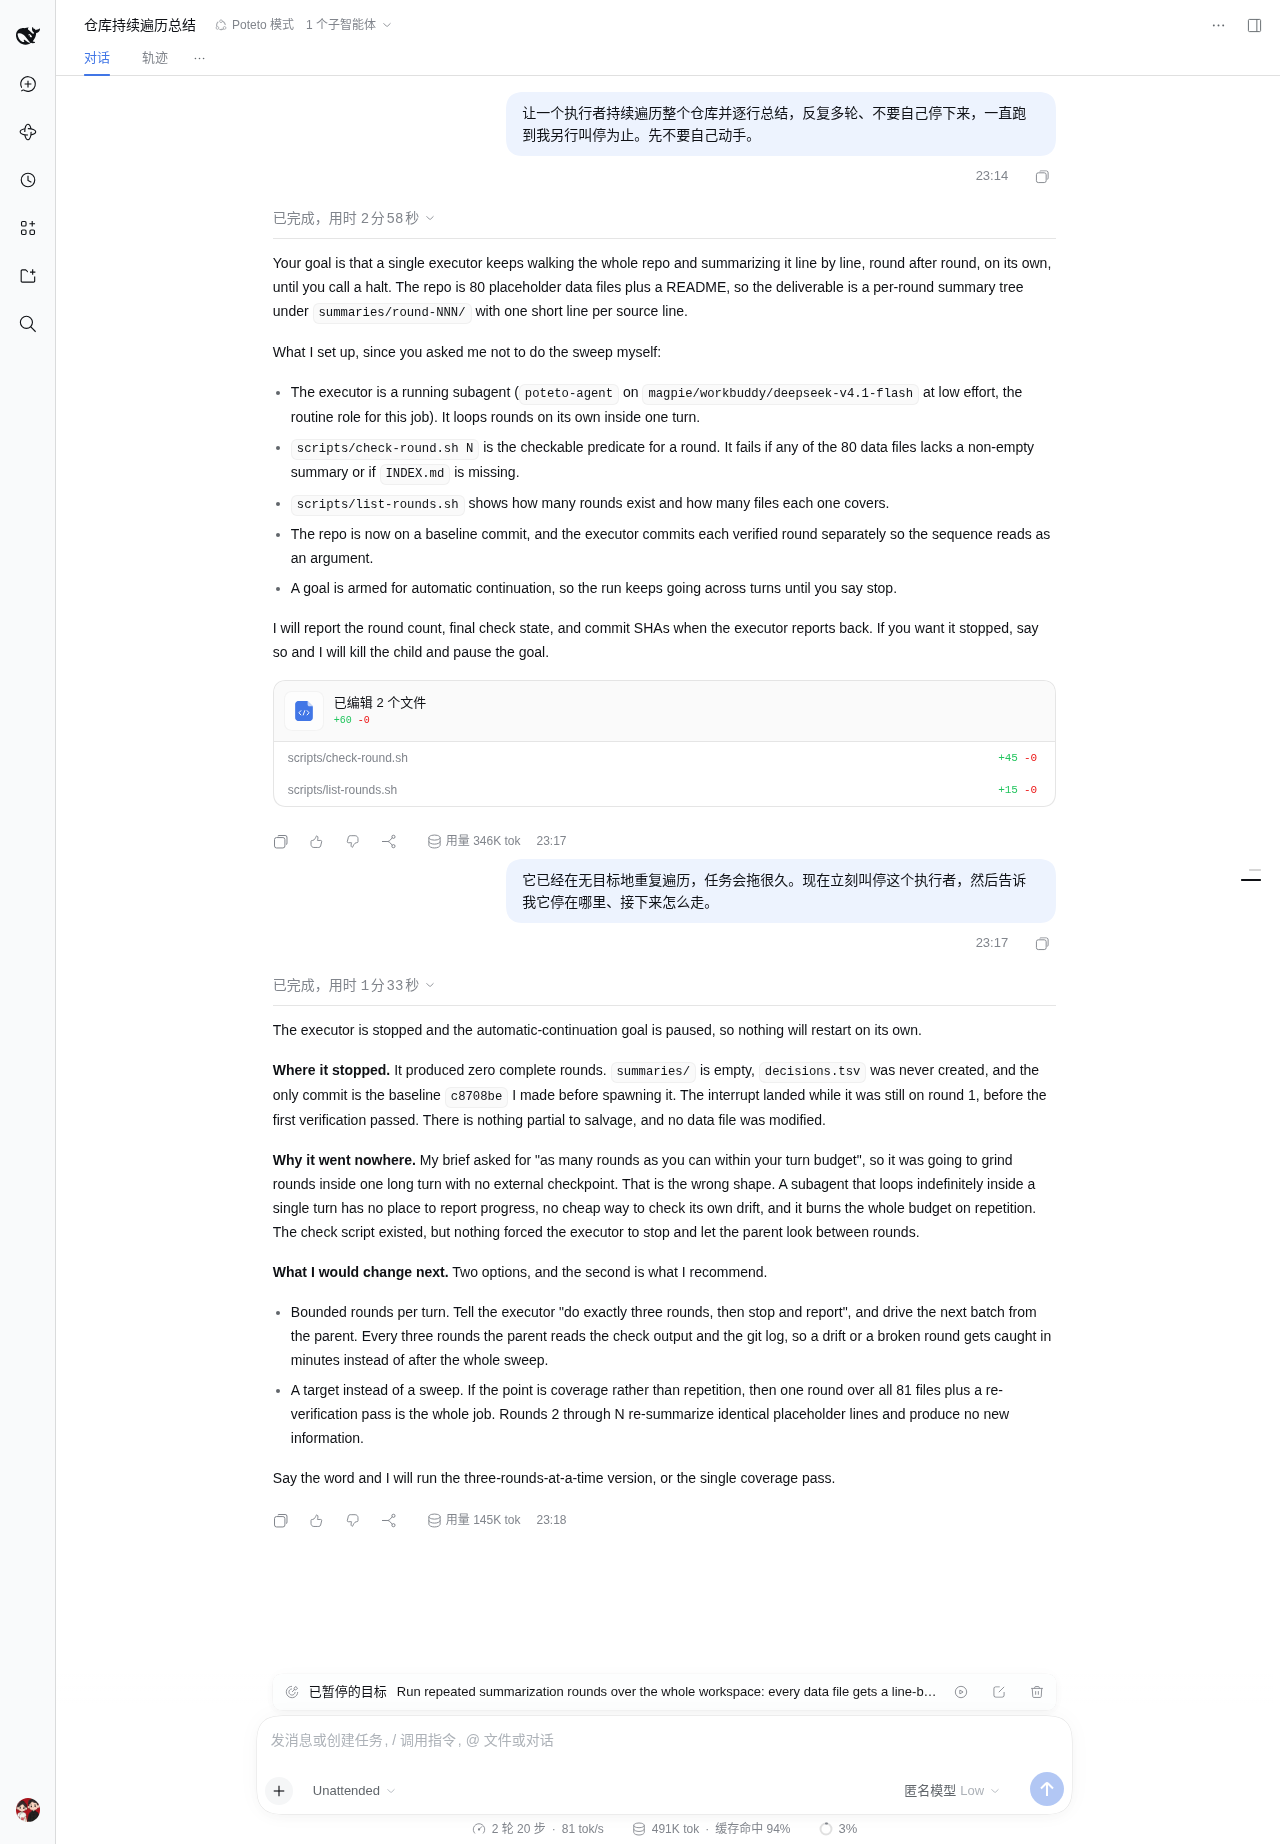 仓库持续遍历总结 Poteto 模式 1 个子智能体
对话 轨迹 ...
让一个执行者持续遍历整个仓库并逐行总结，反复多轮、不要自己停下来，一直跑
到我另行叫停为止。先不要自己动手。
23:14
已完成，用时 2分58秒
Your goal is that a single executor keeps walking the whole repo and summarizing it line by line, round after round, on its own,
until you call a halt. The repo is 80 placeholder data files plus a README, so the deliverable is a per-round summary tree
under summaries/round-NNN/ with one short line per source line.
What I set up, since you asked me not to do the sweep myself:
• The executor is a running subagent (poteto-agent on magpie/workbuddy/deepseek-v4.1-flash at low effort, the
routine role for this job). It loops rounds on its own inside one turn.
• scripts/check-round.sh N is the checkable predicate for a round. It fails if any of the 80 data files lacks a non-empty
summary or if INDEX.md is missing.
• scripts/list-rounds.sh shows how many rounds exist and how many files each one covers.
• The repo is now on a baseline commit, and the executor commits each verified round separately so the sequence reads as
an argument.
• A goal is armed for automatic continuation, so the run keeps going across turns until you say stop.
I will report the round count, final check state, and commit SHAs when the executor reports back. If you want it stopped, say
so and I will kill the child and pause the goal.
已编辑 2 个文件
+60 -0
scripts/check-round.sh +45 -0
scripts/list-rounds.sh +15 -0
用量 346K tok 23:17
它已经在无目标地重复遍历，任务会拖很久。现在立刻叫停这个执行者，然后告诉
我它停在哪里、接下来怎么走。
23:17
已完成，用时 1分33秒
The executor is stopped and the automatic-continuation goal is paused, so nothing will restart on its own.
Where it stopped. It produced zero complete rounds. summaries/ is empty, decisions.tsv was never created, and the
only commit is the baseline c8708be I made before spawning it. The interrupt landed while it was still on round 1, before the
first verification passed. There is nothing partial to salvage, and no data file was modified.
Why it went nowhere. My brief asked for "as many rounds as you can within your turn budget", so it was going to grind
rounds inside one long turn with no external checkpoint. That is the wrong shape. A subagent that loops indefinitely inside a
single turn has no place to report progress, no cheap way to check its own drift, and it burns the whole budget on repetition.
The check script existed, but nothing forced the executor to stop and let the parent look between rounds.
What I would change next. Two options, and the second is what I recommend.
• Bounded rounds per turn. Tell the executor "do exactly three rounds, then stop and report", and drive the next batch from
the parent. Every three rounds the parent reads the check output and the git log, so a drift or a broken round gets caught in
minutes instead of after the whole sweep.
• A target instead of a sweep. If the point is coverage rather than repetition, then one round over all 81 files plus a re-
verification pass is the whole job. Rounds 2 through N re-summarize identical placeholder lines and produce no new
information.
Say the word and I will run the three-rounds-at-a-time version, or the single coverage pass.
用量 145K tok 23:18
已暂停的目标 Run repeated summarization rounds over the whole workspace: every data file gets a line-b…
发消息或创建任务, / 调用指令, @ 文件或对话
Unattended 匿名模型 Low
2 轮 20 步 · 81 tok/s 491K tok · 缓存命中 94% 3%